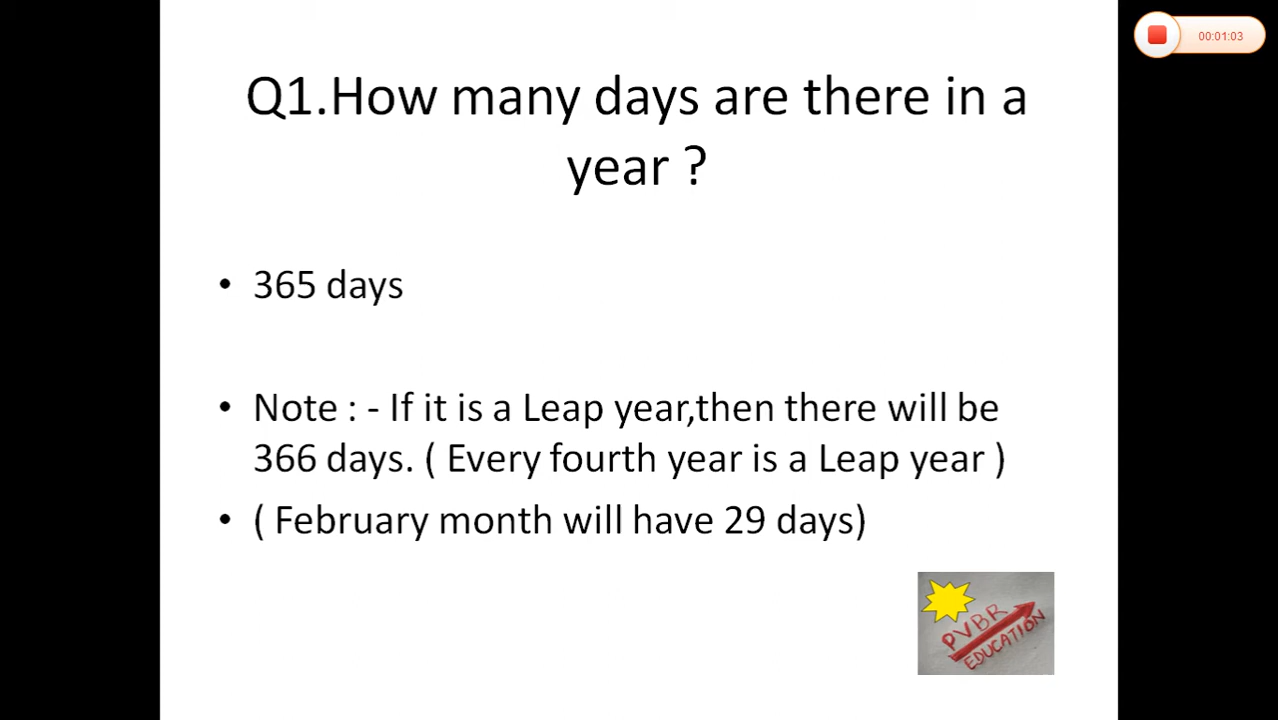 00:01:03
Q1.How many days are there in a
year ?
• 365 days
• Note : - If it is a Leap year,then there will be
366 days. ( Every fourth year is a Leap year )
• ( February month will have 29 days)
PVBR
EDUCATION